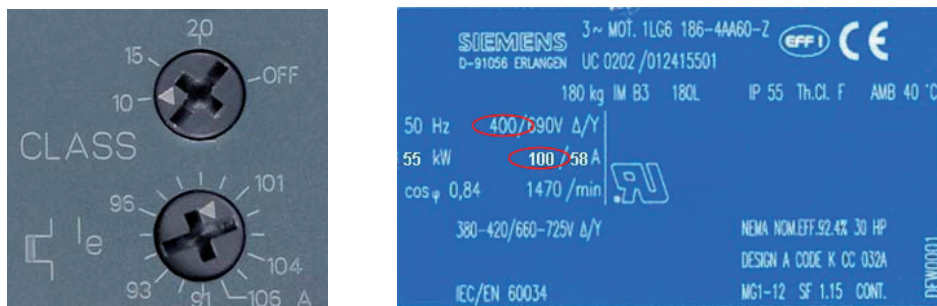 20
15
OFF
10
CLASS
101
96
Ie
104
93
91
106 A
SIEMENS
3~ MOT. 1LG6 186-4AA60-Z
EFF I
CE
D-91056 ERLANGEN UC 0202/012415501
180 kg IM B3 180L IP 55 Th.Cl. F AMB 40 °C
50 Hz 400/690V Δ/Y
55 kW 100/58 A
cosφ 0,84 1470/min
380-420/660-725V Δ/Y
NEMA NOM.EFF.92.4% 30 HP
DESIGN A CODE K CC 032A
IEC/EN 60034
MG1-12 SF 1.15 CONT.
DEW0001